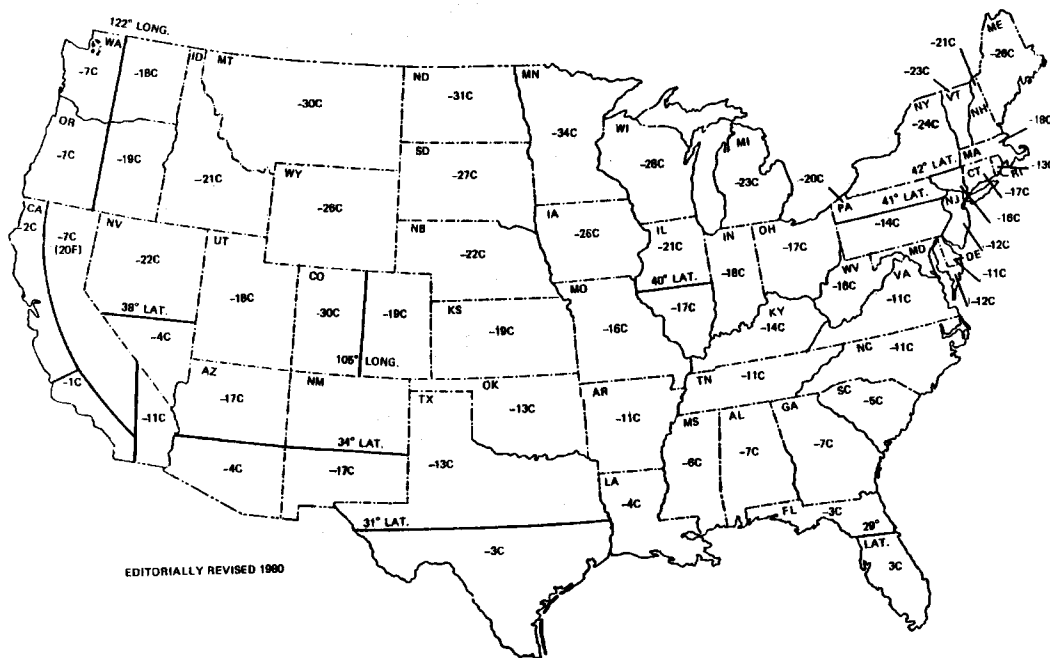 122° LONG.
WA
-7C
-18C
ID
MT
-30C
ND
-31C
MN
-34C
OR
-7C
-19C
-21C
WY
-26C
SD
-27C
WI
-28C
MI
-23C
-20C
NY
-24C
-23C
-21C
VT
NH
ME
-26C
MA
-18C
42° LAT.
CT
RI
-13C
-17C
-16C
CA
2C
-7C
(20F)
NV
-22C
38° LAT.
-4C
UT
-18C
CO
-30C
-19C
105° LONG.
NB
-22C
KS
-19C
IA
-26C
MO
-16C
IL
-21C
40° LAT.
-17C
IN
-18C
OH
-17C
PA
41° LAT.
-14C
NJ
-12C
MD
DE
-11C
-12C
WV
-16C
VA
-11C
KY
-14C
-1C
-11C
AZ
-17C
-4C
NM
34° LAT.
-17C
TX
-13C
OK
-13C
AR
-11C
TN
-11C
NC
-11C
SC
-5C
MS
-6C
AL
-7C
GA
-7C
LA
-4C
31° LAT.
-3C
FL
-3C
29°
LAT.
3C
EDITORIALLY REVISED 1980